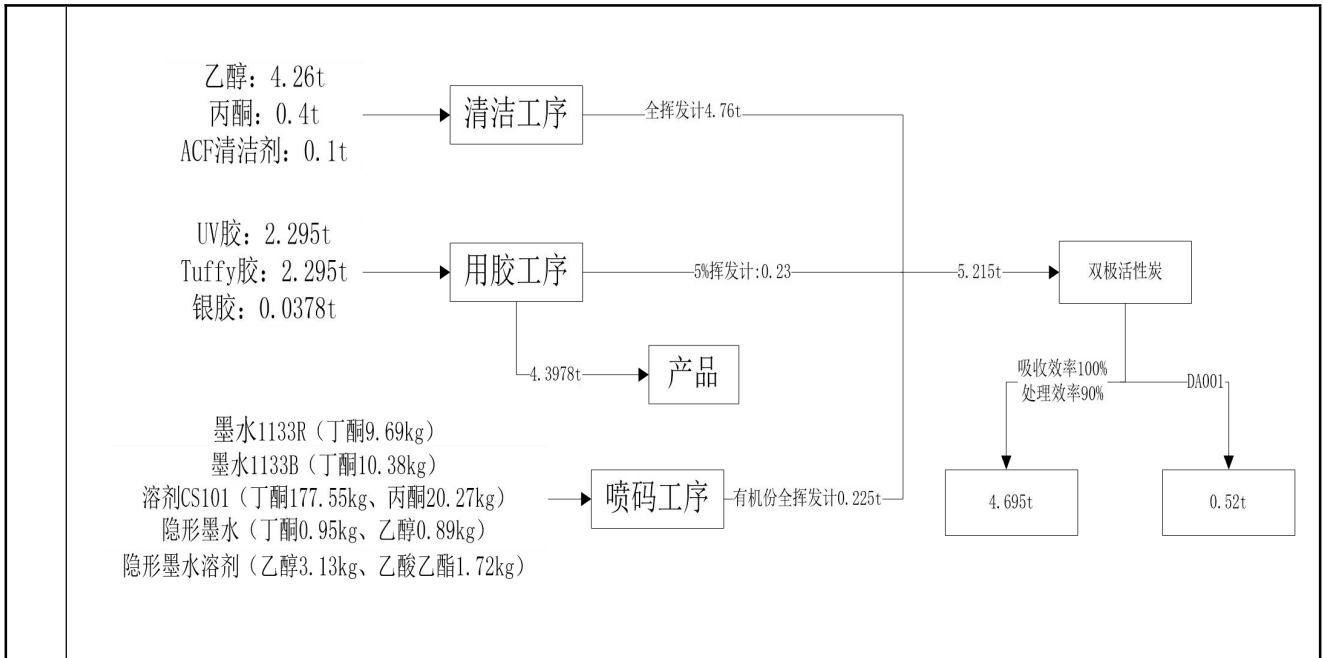 乙醇：4.26t
丙酮：0.4t
ACF清洁剂：0.1t
清洁工序
全挥发计4.76t
UV胶：2.295t
Tuffy胶：2.295t
银胶：0.0378t
用胶工序
5%挥发计:0.23
5.215t
双极活性炭
4.3978t
产品
吸收效率100%
处理效率90%
DA001
墨水1133R（丁酮9.69kg）
墨水1133B（丁酮10.38kg）
溶剂CS101（丁酮177.55kg、丙酮20.27kg）
隐形墨水（丁酮0.95kg、乙醇0.89kg）
隐形墨水溶剂（乙醇3.13kg、乙酸乙酯1.72kg）
喷码工序
有机份全挥发计0.225t
4.695t
0.52t